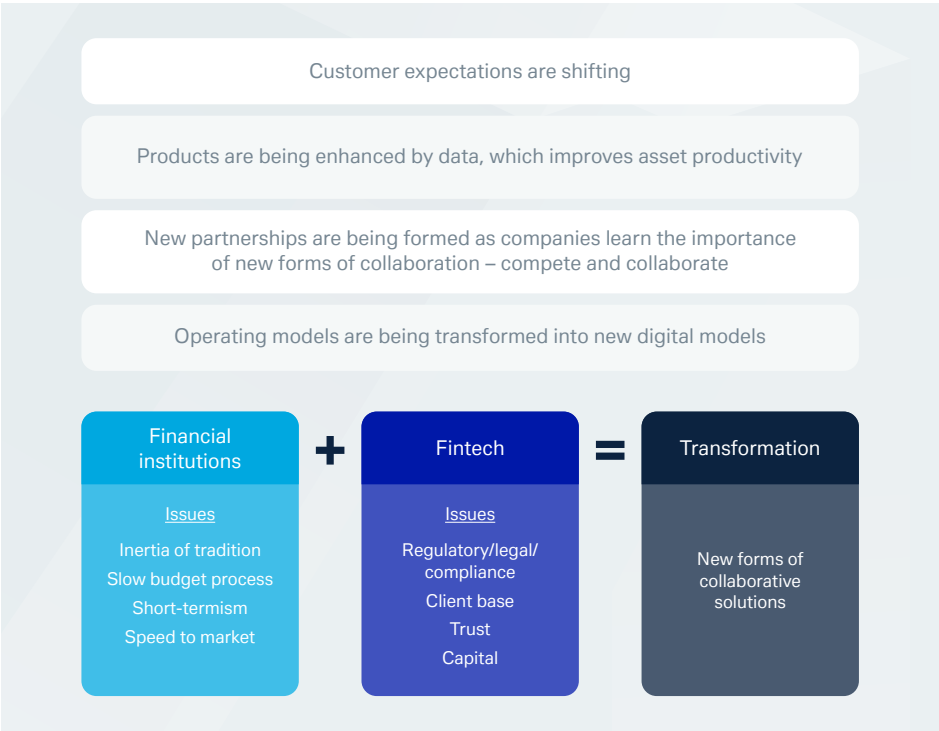 Customer expectations are shifting
Products are being enhanced by data, which improves asset productivity
New partnerships are being formed as companies learn the importance
of new forms of collaboration – compete and collaborate
Operating models are being transformed into new digital models
Financial
institutions
+
Fintech
=
Transformation
Issues
Inertia of tradition
Slow budget process
Short-termism
Speed to market
Issues
Regulatory/legal/
compliance
Client base
Trust
Capital
New forms of
collaborative
solutions